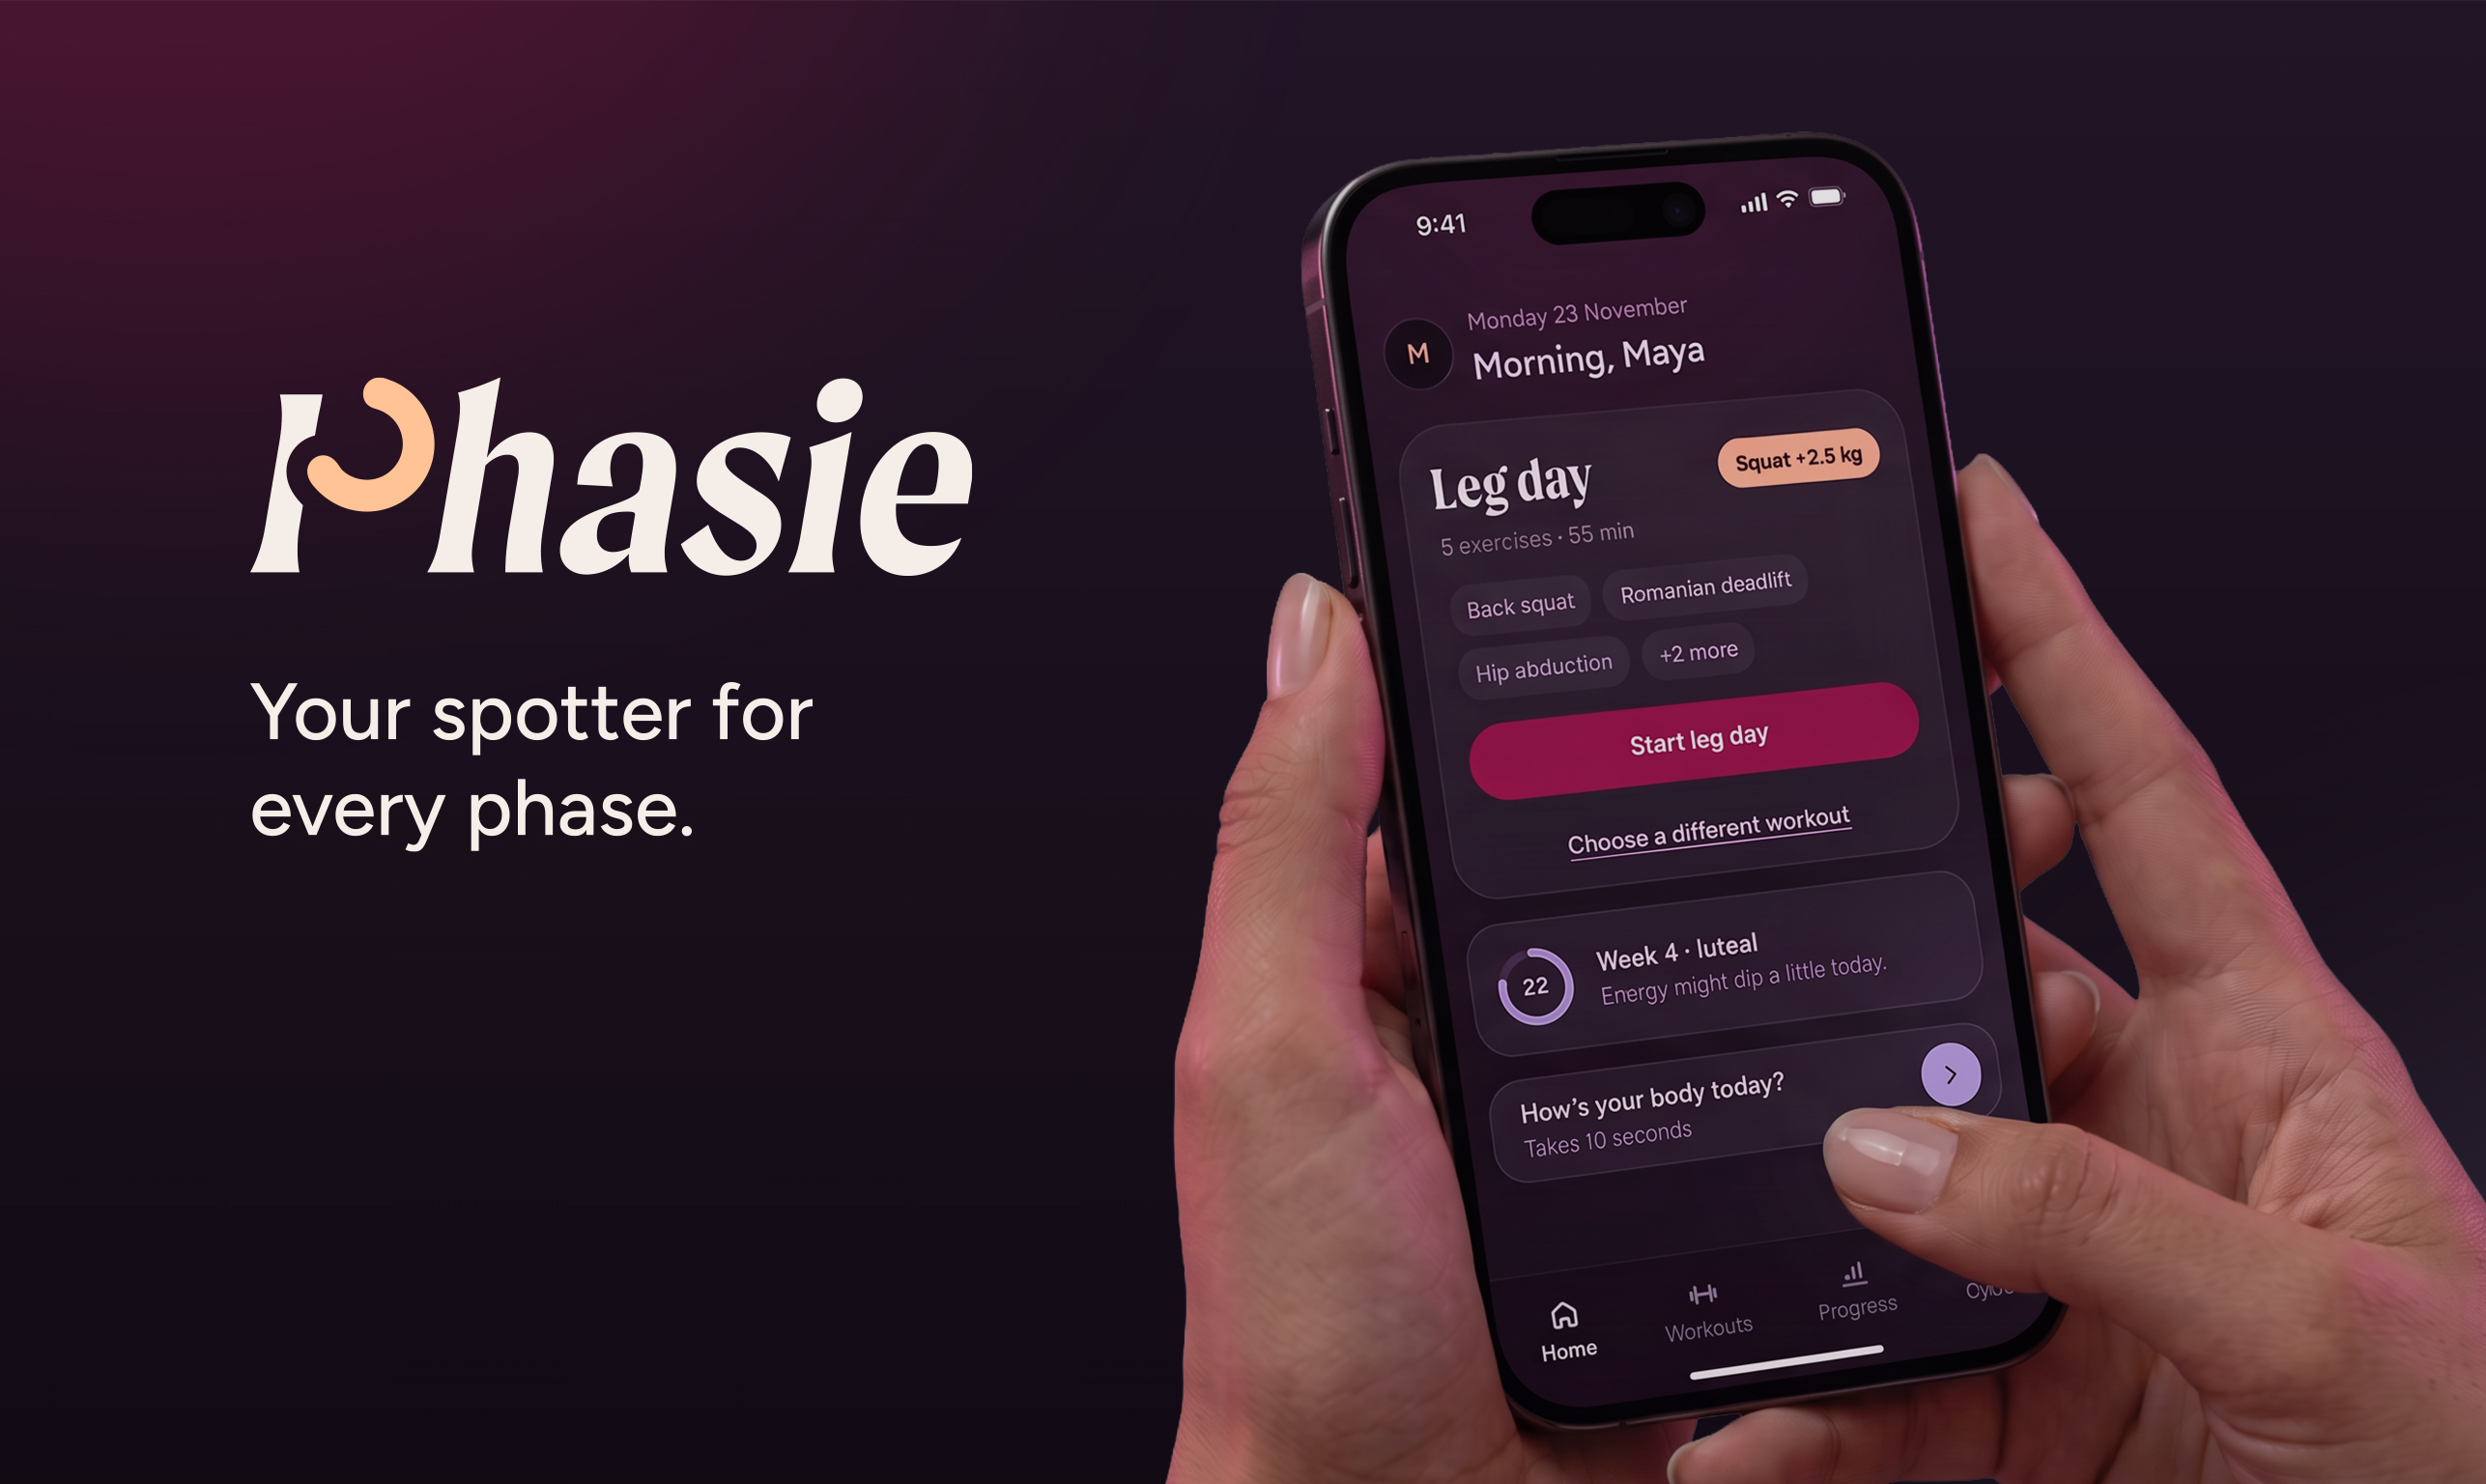 Phasie
Your spotter for
every phase.
9:41
Monday 23 November
M
Morning, Maya
Leg day
Squat +2.5 kg
5 exercises · 55 min
Back squat
Romanian deadlift
Hip abduction
+2 more
Start leg day
Choose a different workout
22
Week 4 · luteal
Energy might dip a little today.
How’s your body today?
Takes 10 seconds
Home
Workouts
Progress